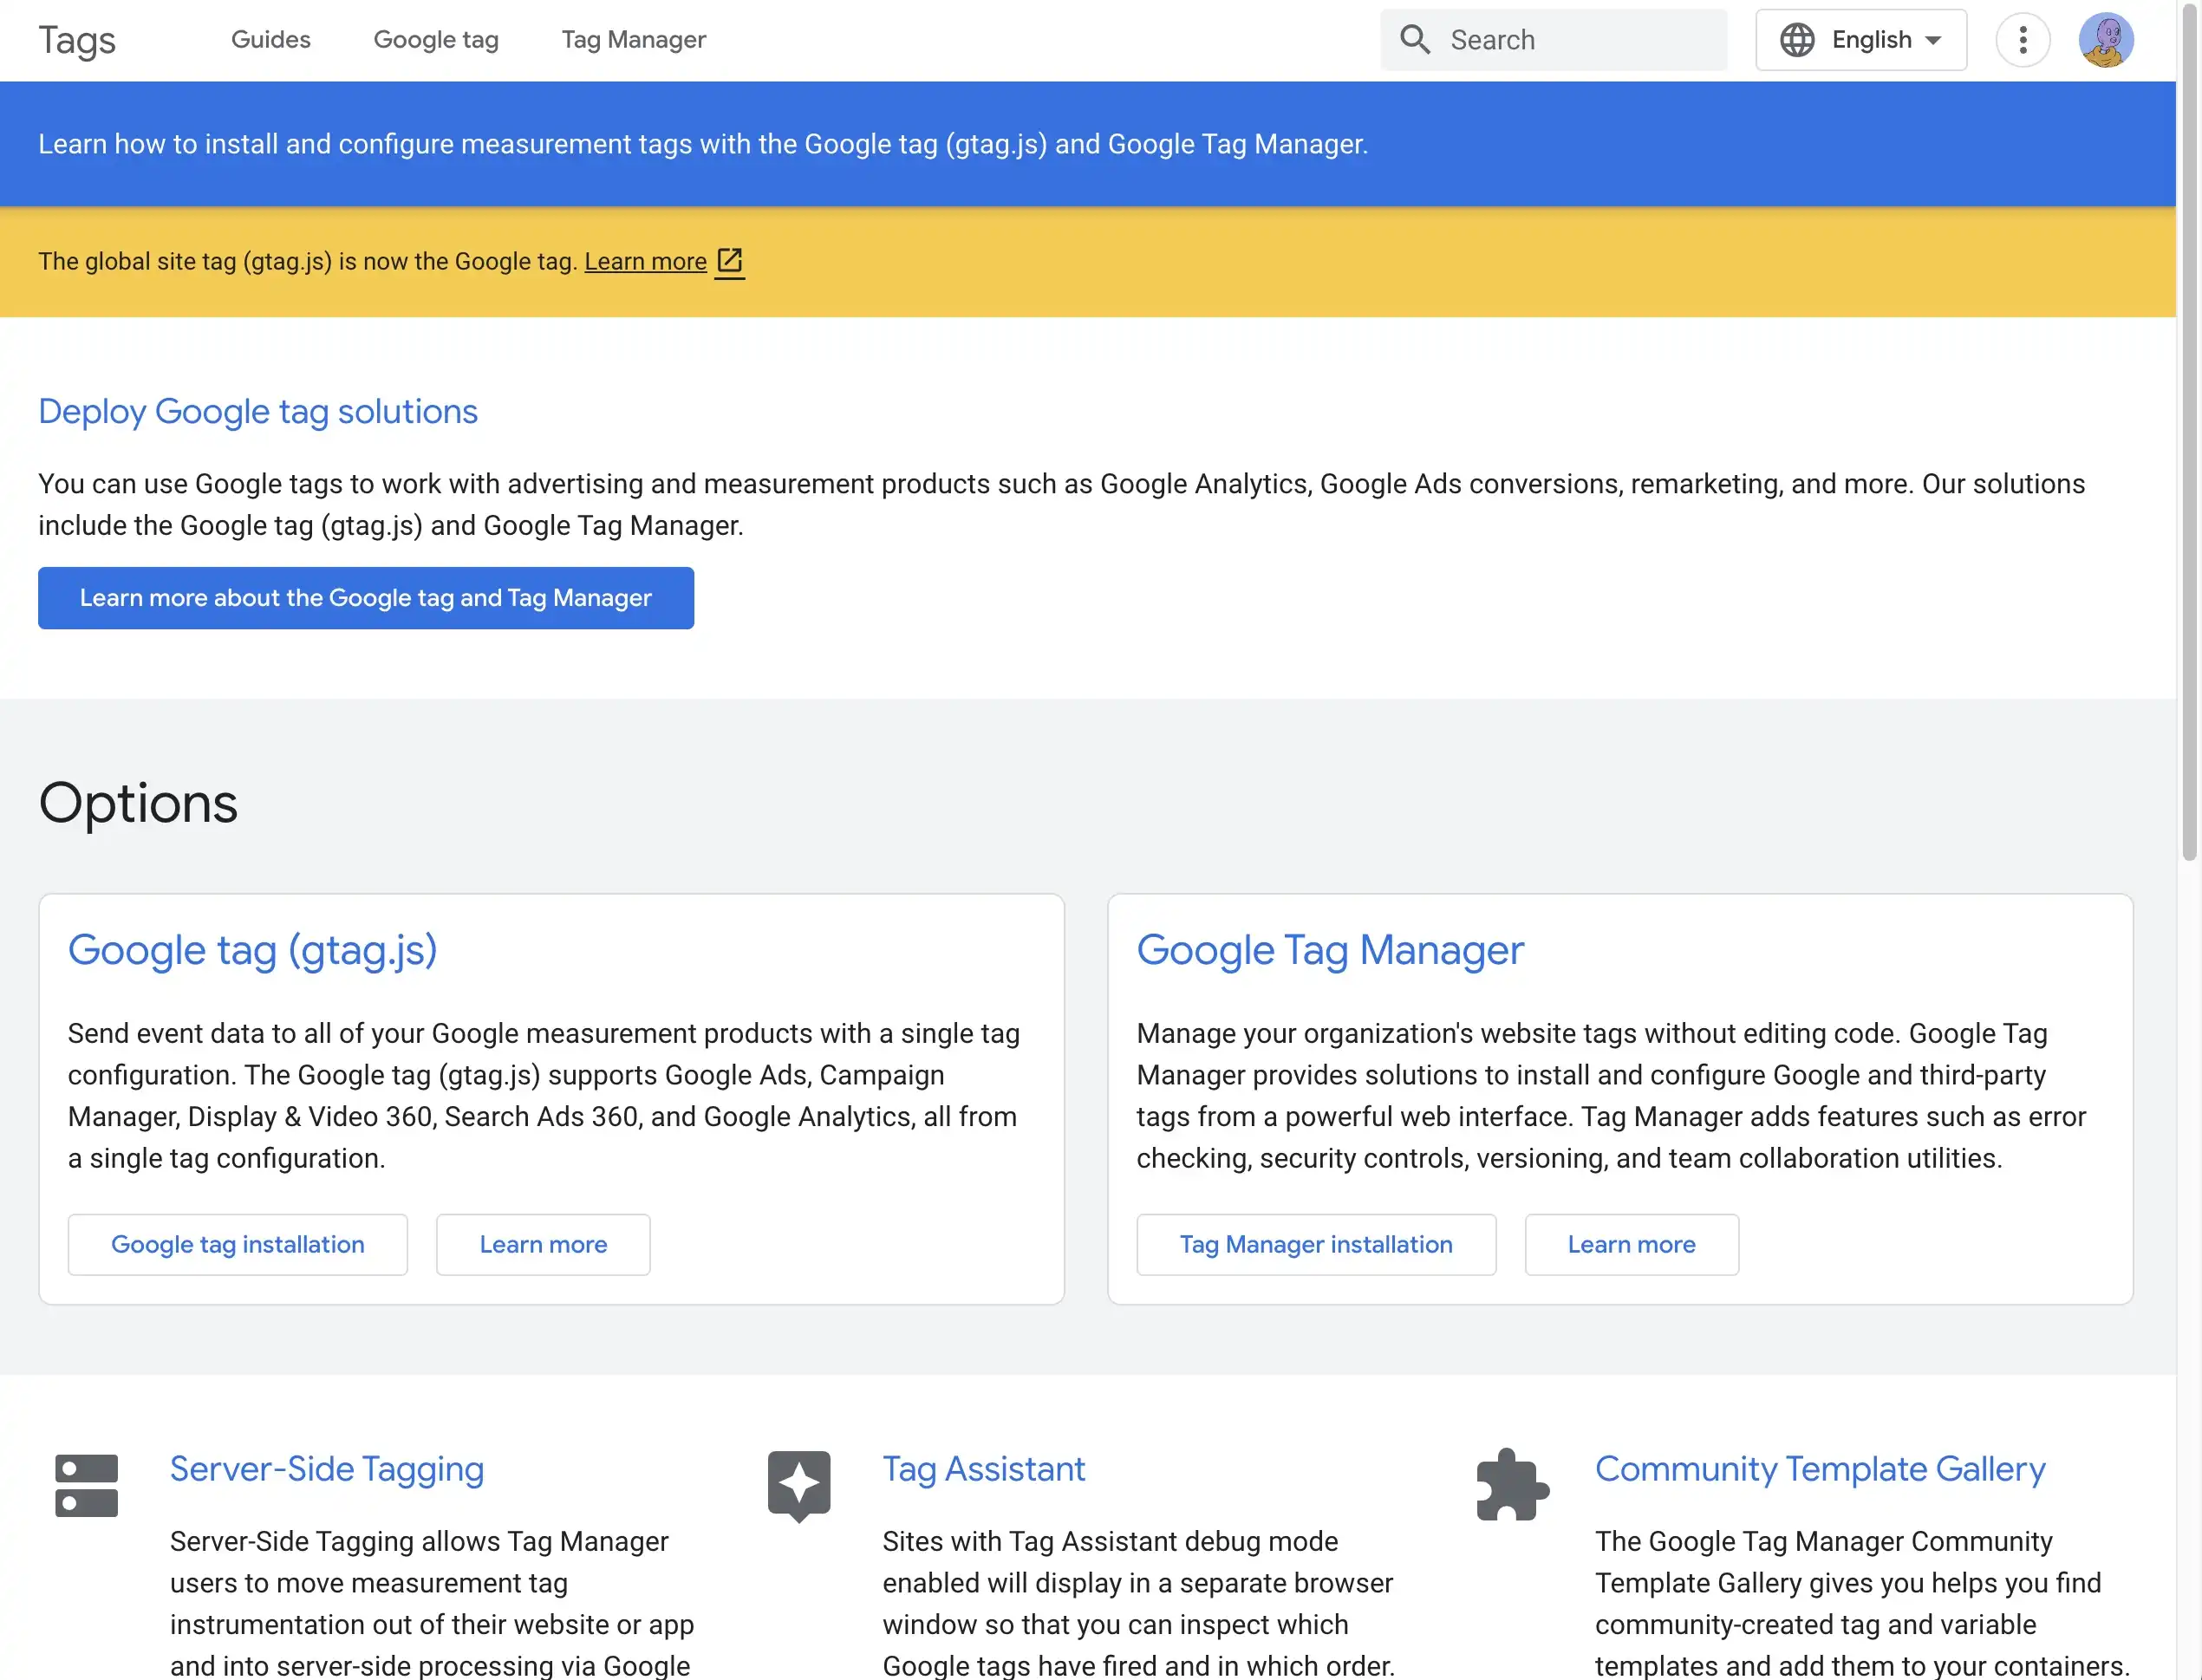 Tags
Guides
Google tag
Tag Manager
Search
English
Learn how to install and configure measurement tags with the Google tag (gtag.js) and Google Tag Manager.
The global site tag (gtag.js) is now the Google tag. Learn more
Deploy Google tag solutions
You can use Google tags to work with advertising and measurement products such as Google Analytics, Google Ads conversions, remarketing, and more. Our solutions
include the Google tag (gtag.js) and Google Tag Manager.
Learn more about the Google tag and Tag Manager
Options
Google tag (gtag.js)
Send event data to all of your Google measurement products with a single tag
configuration. The Google tag (gtag.js) supports Google Ads, Campaign
Manager, Display & Video 360, Search Ads 360, and Google Analytics, all from
a single tag configuration.
Google tag installation
Learn more
Google Tag Manager
Manage your organization's website tags without editing code. Google Tag
Manager provides solutions to install and configure Google and third-party
tags from a powerful web interface. Tag Manager adds features such as error
checking, security controls, versioning, and team collaboration utilities.
Tag Manager installation
Learn more
Server-Side Tagging
Server-Side Tagging allows Tag Manager
users to move measurement tag
instrumentation out of their website or app
and into server-side processing via Google
Tag Assistant
Sites with Tag Assistant debug mode
enabled will display in a separate browser
window so that you can inspect which
Google tags have fired and in which order.
Community Template Gallery
The Google Tag Manager Community
Template Gallery gives you helps you find
community-created tag and variable
templates and add them to your containers.